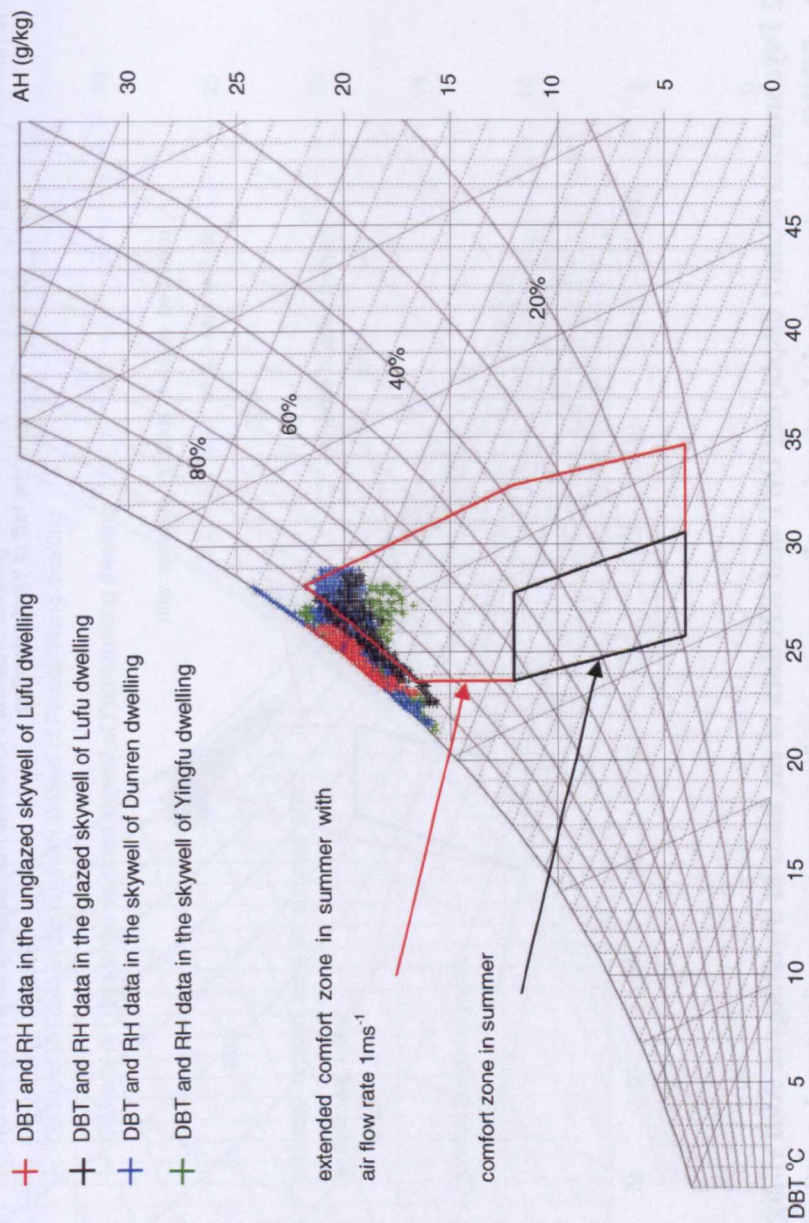 DBT and RH data in the unglazed skywell of Lufu dwelling
DBT and RH data in the glazed skywell of Lufu dwelling
DBT and RH data in the skywell of Dunren dwelling
DBT and RH data in the skywell of Yingfu dwelling
extended comfort zone in summer with
air flow rate 1ms⁻¹
comfort zone in summer
80%
60%
40%
20%
AH (g/kg)
30
25
20
15
10
5
0
DBT °C
5
10
15
20
25
30
35
40
45